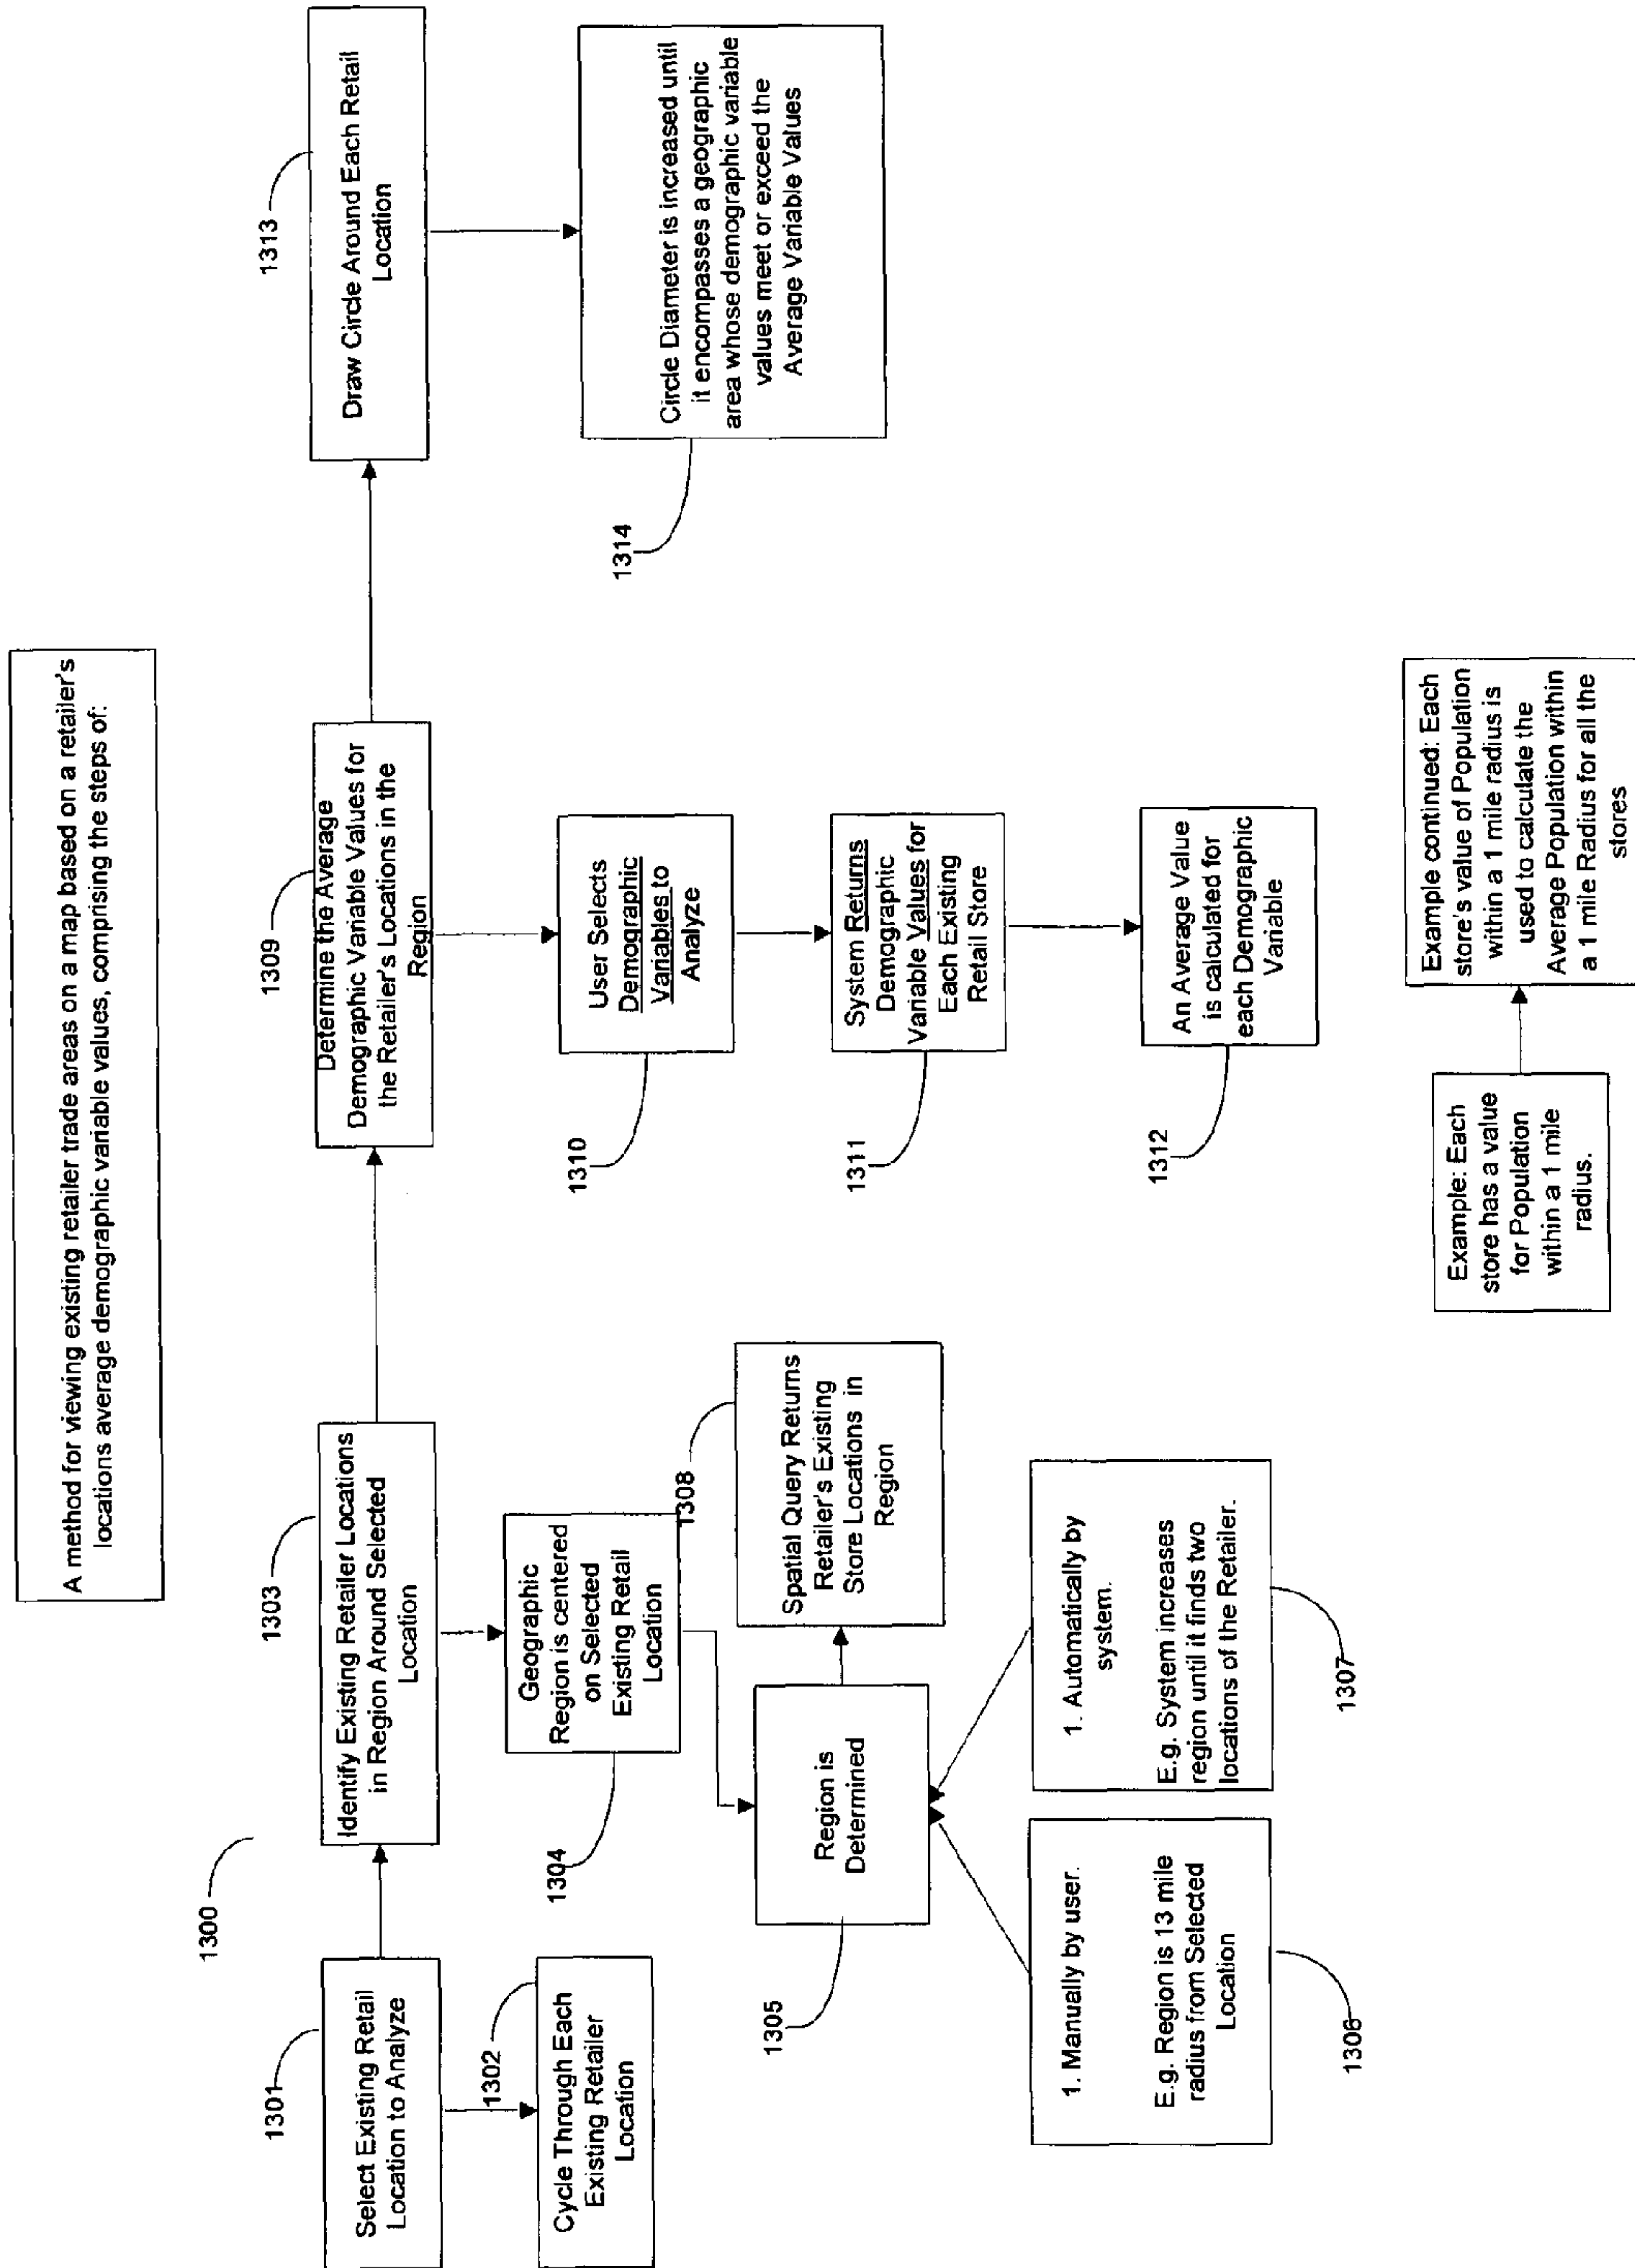 A method for viewing existing retailer trade areas on a map based on a retailer's
locations average demographic variable values, comprising the steps of:
1300
1301
Select Existing Retail
Location to Analyze
1302
Cycle Through Each
Existing Retailer
Location
1303
Identify Existing Retailer Locations
in Region Around Selected
Location
1304
Geographic
Region is centered
on Selected
Existing Retail
Location
1305
Region is
Determined
1306
1. Manually by user.
E.g. Region is 13 mile
radius from Selected
Location
1307
1. Automatically by
system.
E.g. System increases
region until it finds two
locations of the Retailer.
1308
Spatial Query Returns
Retailer's Existing
Store Locations in
Region
1309
Determine the Average
Demographic Variable Values for
the Retailer's Locations in the
Region
1310
User Selects
Demographic
Variables to
Analyze
1311
System Returns
Demographic
Variable Values for
Each Existing
Retail Store
1312
An Average Value
is calculated for
each Demographic
Variable
Example: Each
store has a value
for Population
within a 1 mile
radius.
Example continued: Each
store's value of Population
within a 1 mile radius is
used to calculate the
Average Population within
a 1 mile Radius for all the
stores
1313
Draw Circle Around Each Retail
Location
1314
Circle Diameter is increased until
it encompasses a geographic
area whose demographic variable
values meet or exceed the
Average Variable Values